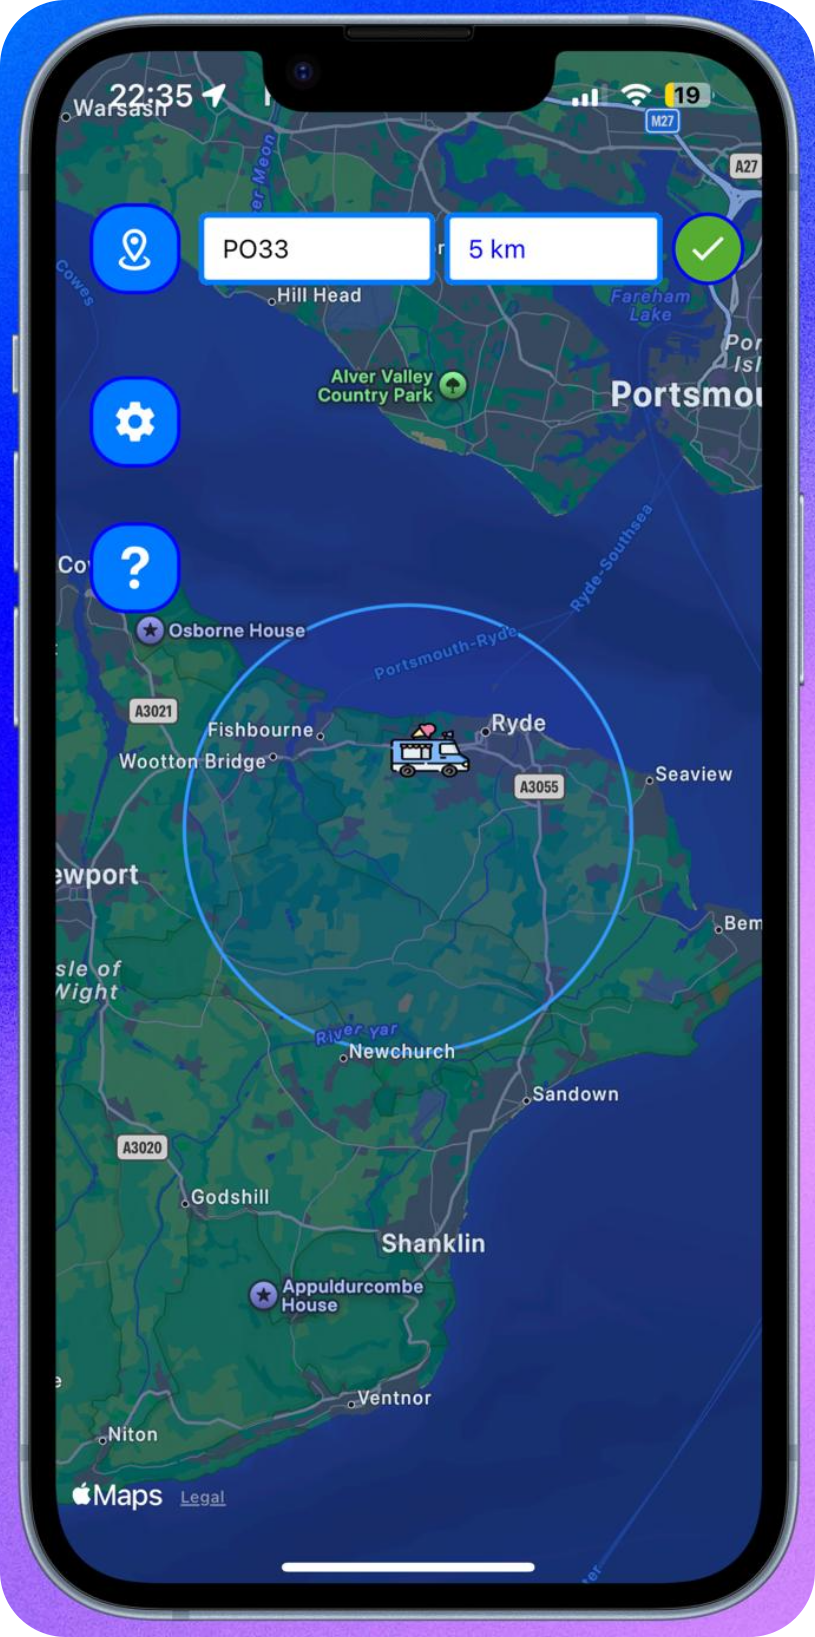 22:35
19
Warsash
M27
A27
er Meon
PO33
5 km
Cowes
Hill Head
Fareham
Lake
Por
Isl
Alver Valley
Country Park
Portsmou
Ryde-Southsea
Co
?
Osborne House
Portsmouth-Ryde
A3021
Fishbourne
Ryde
Wootton Bridge
Seaview
A3055
ewport
Bem
sle of
Wight
River Yar
Newchurch
Sandown
A3020
Godshill
Shanklin
Appuldurcombe
House
e
Ventnor
Niton
Maps
Legal
ter